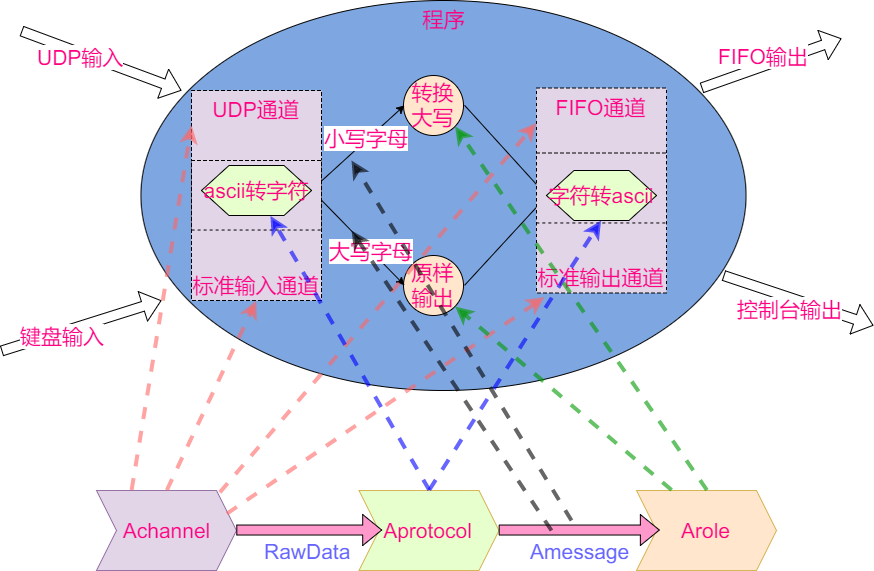 程序
UDP输入
FIFO输出
转换
大写
UDP通道
FIFO通道
小写字母
ascii转字符
字符转ascii
大写字母
原样
输出
标准输入通道
标准输出通道
键盘输入
控制台输出
Achannel
Aprotocol
Arole
RawData
Amessage